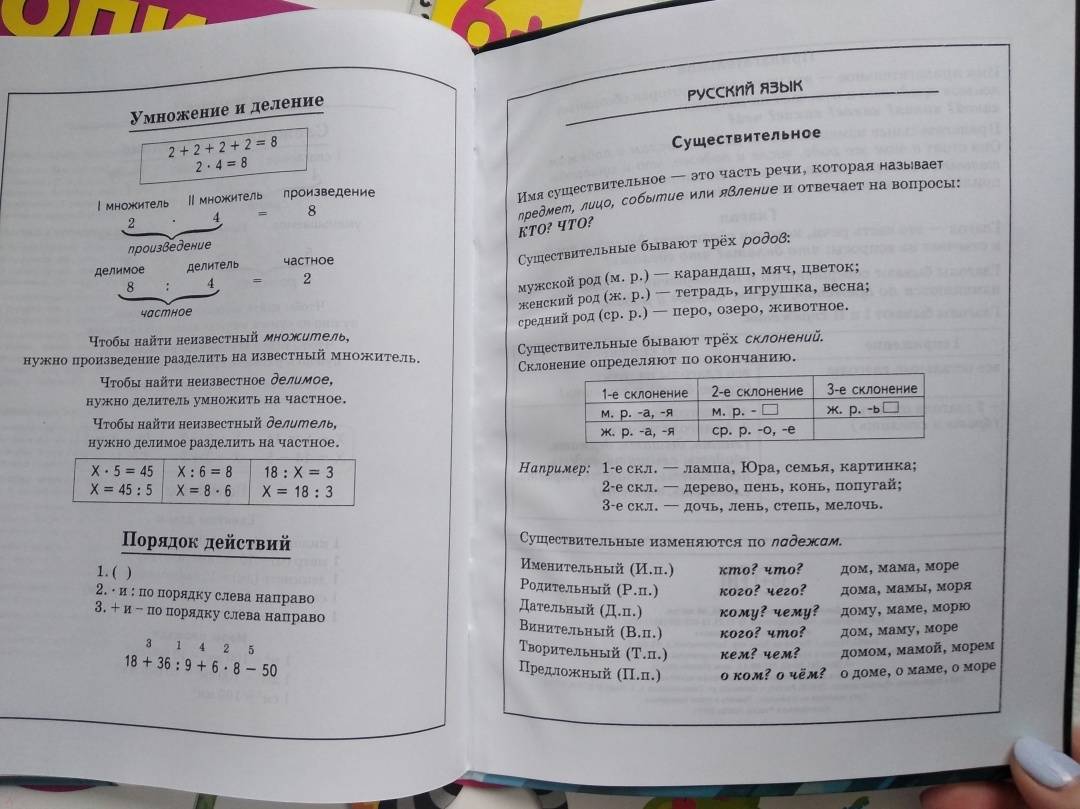 ОПИ
6+
Умножение и деление
2 + 2 + 2 + 2 = 8
2 · 4 = 8
I множитель II множитель произведение
2 · 4 = 8
произведение
делимое делитель частное
8 : 4 = 2
частное
Чтобы найти неизвестный множитель,
нужно произведение разделить на известный множитель.
Чтобы найти неизвестное делимое,
нужно делитель умножить на частное.
Чтобы найти неизвестный делитель,
нужно делимое разделить на частное.
X · 5 = 45 X : 6 = 8 18 : X = 3
X = 45 : 5 X = 8 · 6 X = 18 : 3
Порядок действий
1. ( )
2. · и : по порядку слева направо
3. + и – по порядку слева направо
3 1 4 2 5
18 + 36 : 9 + 6 · 8 – 50
РУССКИЙ ЯЗЫК
Существительное
Имя существительное — это часть речи, которая называет
предмет, лицо, событие или явление и отвечает на вопросы:
КТО? ЧТО?
Существительные бывают трёх родов:
мужской род (м. р.) — карандаш, мяч, цветок;
женский род (ж. р.) — тетрадь, игрушка, весна;
средний род (ср. р.) — перо, озеро, животное.
Существительные бывают трёх склонений.
Склонение определяют по окончанию.
1-е склонение 2-е склонение 3-е склонение
м. р. -а, -я м. р. - □ ж. р. -ь□
ж. р. -а, -я ср. р. -о, -е
Например: 1-е скл. — лампа, Юра, семья, картинка;
2-е скл. — дерево, пень, конь, попугай;
3-е скл. — дочь, лень, степь, мелочь.
Существительные изменяются по падежам.
Именительный (И.п.) кто? что? дом, мама, море
Родительный (Р.п.) кого? чего? дома, мамы, моря
Дательный (Д.п.) кому? чему? дому, маме, морю
Винительный (В.п.) кого? что? дом, маму, море
Творительный (Т.п.) кем? чем? домом, мамой, морем
Предложный (П.п.) о ком? о чём? о доме, о маме, о море